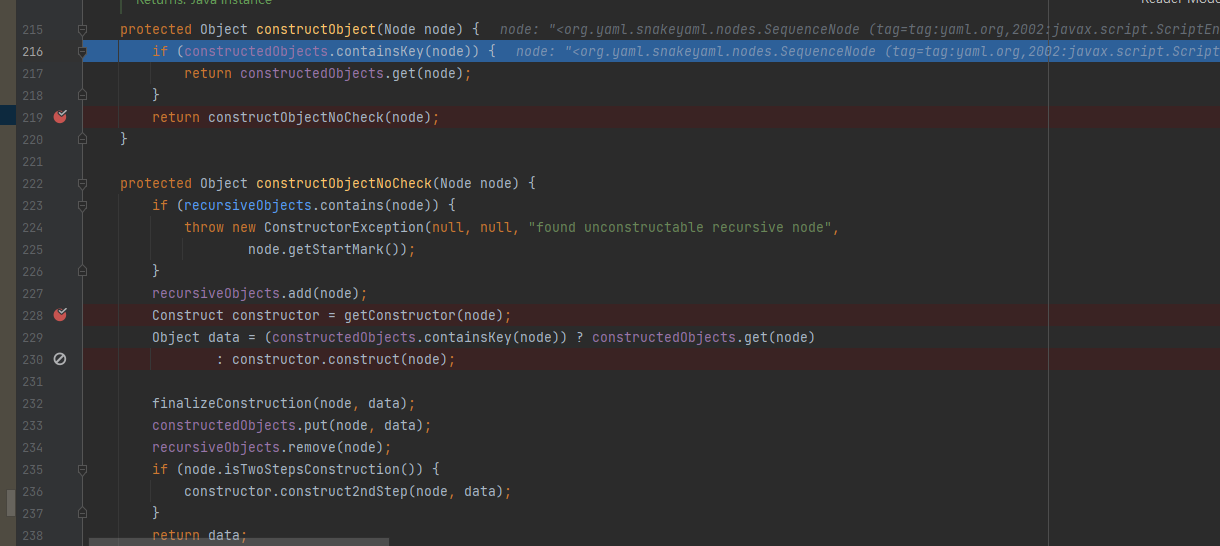 Returns: Java instance
Reader Mode
215 protected Object constructObject(Node node) { node: "<org.yaml.snakeyaml.nodes.SequenceNode (tag=tag:yaml.org,2002:javax.script.ScriptEn
216 if (constructedObjects.containsKey(node)) { node: "<org.yaml.snakeyaml.nodes.SequenceNode (tag=tag:yaml.org,2002:javax.script.Script
217 return constructedObjects.get(node);
218 }
219 return constructObjectNoCheck(node);
220 }
221
222 protected Object constructObjectNoCheck(Node node) {
223 if (recursiveObjects.contains(node)) {
224 throw new ConstructorException(null, null, "found unconstructable recursive node",
225 node.getStartMark());
226 }
227 recursiveObjects.add(node);
228 Construct constructor = getConstructor(node);
229 Object data = (constructedObjects.containsKey(node)) ? constructedObjects.get(node)
230 : constructor.construct(node);
231
232 finalizeConstruction(node, data);
233 constructedObjects.put(node, data);
234 recursiveObjects.remove(node);
235 if (node.isTwoStepsConstruction()) {
236 constructor.construct2ndStep(node, data);
237 }
238 return data;